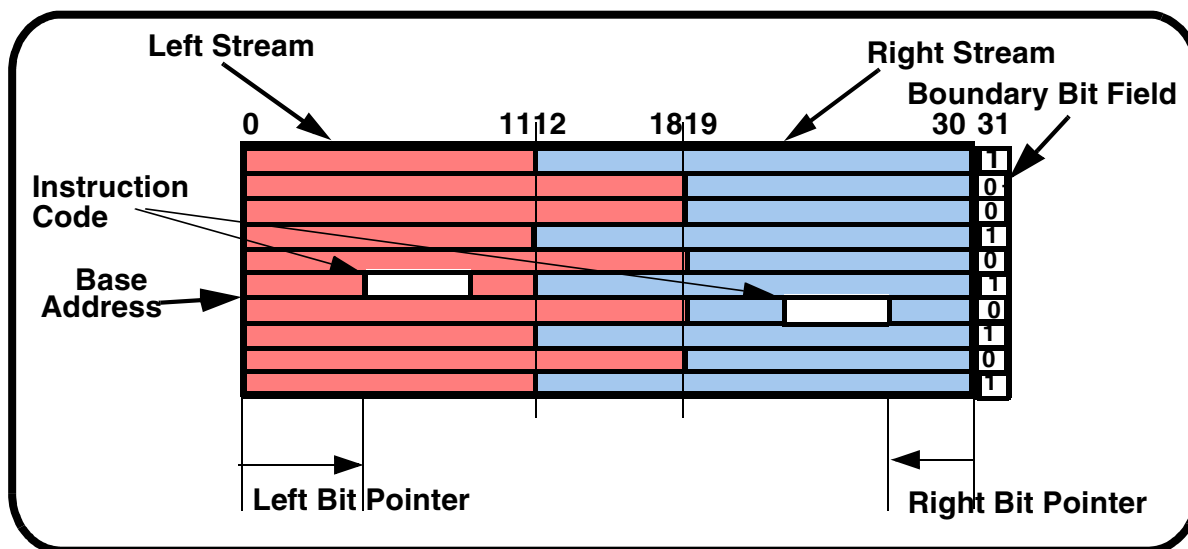 Left Stream
Right Stream
Boundary Bit Field
0 1112 1819 30 31
Instruction
Code
Base
Address
1
0
0
1
0
1
0
1
0
1
Left Bit Pointer
Right Bit Pointer